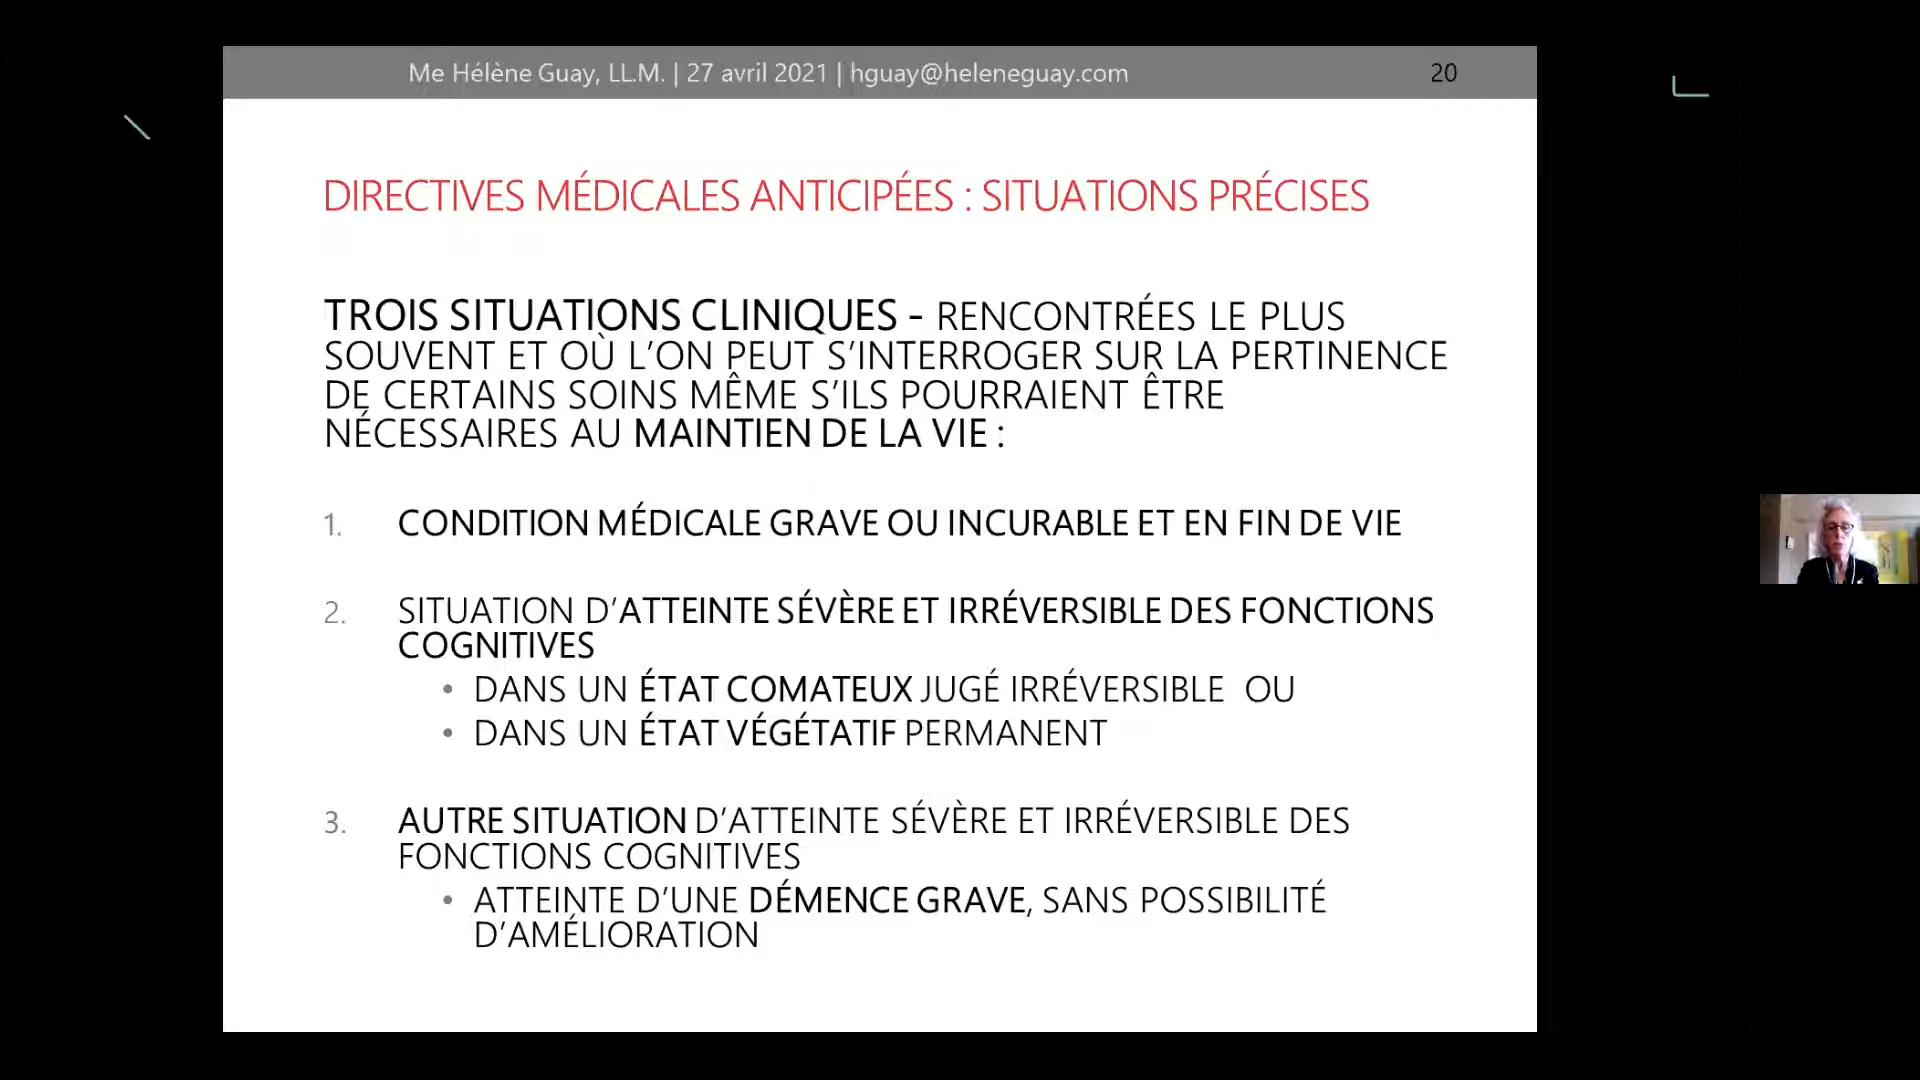 Me Hélène Guay, LL.M. | 27 avril 2021 | hguay@heleneguay.com 20
DIRECTIVES MÉDICALES ANTICIPÉES : SITUATIONS PRÉCISES
TROIS SITUATIONS CLINIQUES - RENCONTRÉES LE PLUS
SOUVENT ET OÙ L’ON PEUT S’INTERROGER SUR LA PERTINENCE
DE CERTAINS SOINS MÊME S’ILS POURRAIENT ÊTRE
NÉCESSAIRES AU MAINTIEN DE LA VIE :
1. CONDITION MÉDICALE GRAVE OU INCURABLE ET EN FIN DE VIE
2. SITUATION D’ATTEINTE SÉVÈRE ET IRRÉVERSIBLE DES FONCTIONS
COGNITIVES
• DANS UN ÉTAT COMATEUX JUGÉ IRRÉVERSIBLE OU
• DANS UN ÉTAT VÉGÉTATIF PERMANENT
3. AUTRE SITUATION D’ATTEINTE SÉVÈRE ET IRRÉVERSIBLE DES
FONCTIONS COGNITIVES
• ATTEINTE D’UNE DÉMENCE GRAVE, SANS POSSIBILITÉ
D’AMÉLIORATION